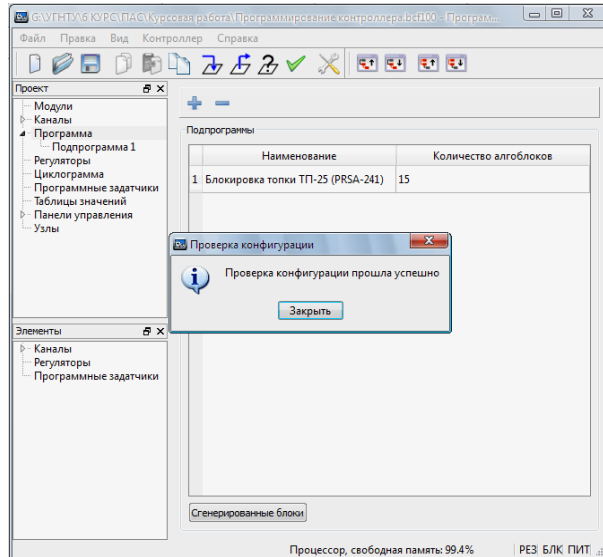 G:\УГНТУ\6 КУРС\ПАС\Курсовая работа\Программирование контроллера.bcf100 - Програм...
Файл Правка Вид Контроллер Справка
Проект
Модули
Каналы
Программа
Подпрограмма 1
Регуляторы
Циклограмма
Программные задатчики
Таблицы значений
Панели управления
Узлы
Элементы
Каналы
Регуляторы
Программные задатчики
Подпрограммы
Наименование Количество алгоблоков
1 Блокировка топки ТП-25 (PRSA-241) 15
Проверка конфигурации
Проверка конфигурации прошла успешно
Закрыть
Сгенерированные блоки
Процессор, свободная память: 99.4% РЕЗ БЛК ПИТ